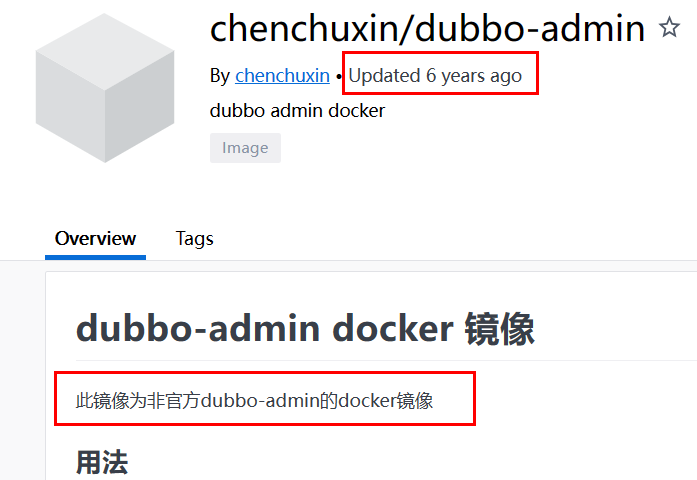 chenchuxin/dubbo-admin
By chenchuxin • Updated 6 years ago
dubbo admin docker
Image
Overview Tags
dubbo-admin docker 镜像
此镜像为非官方dubbo-admin的docker镜像
用法